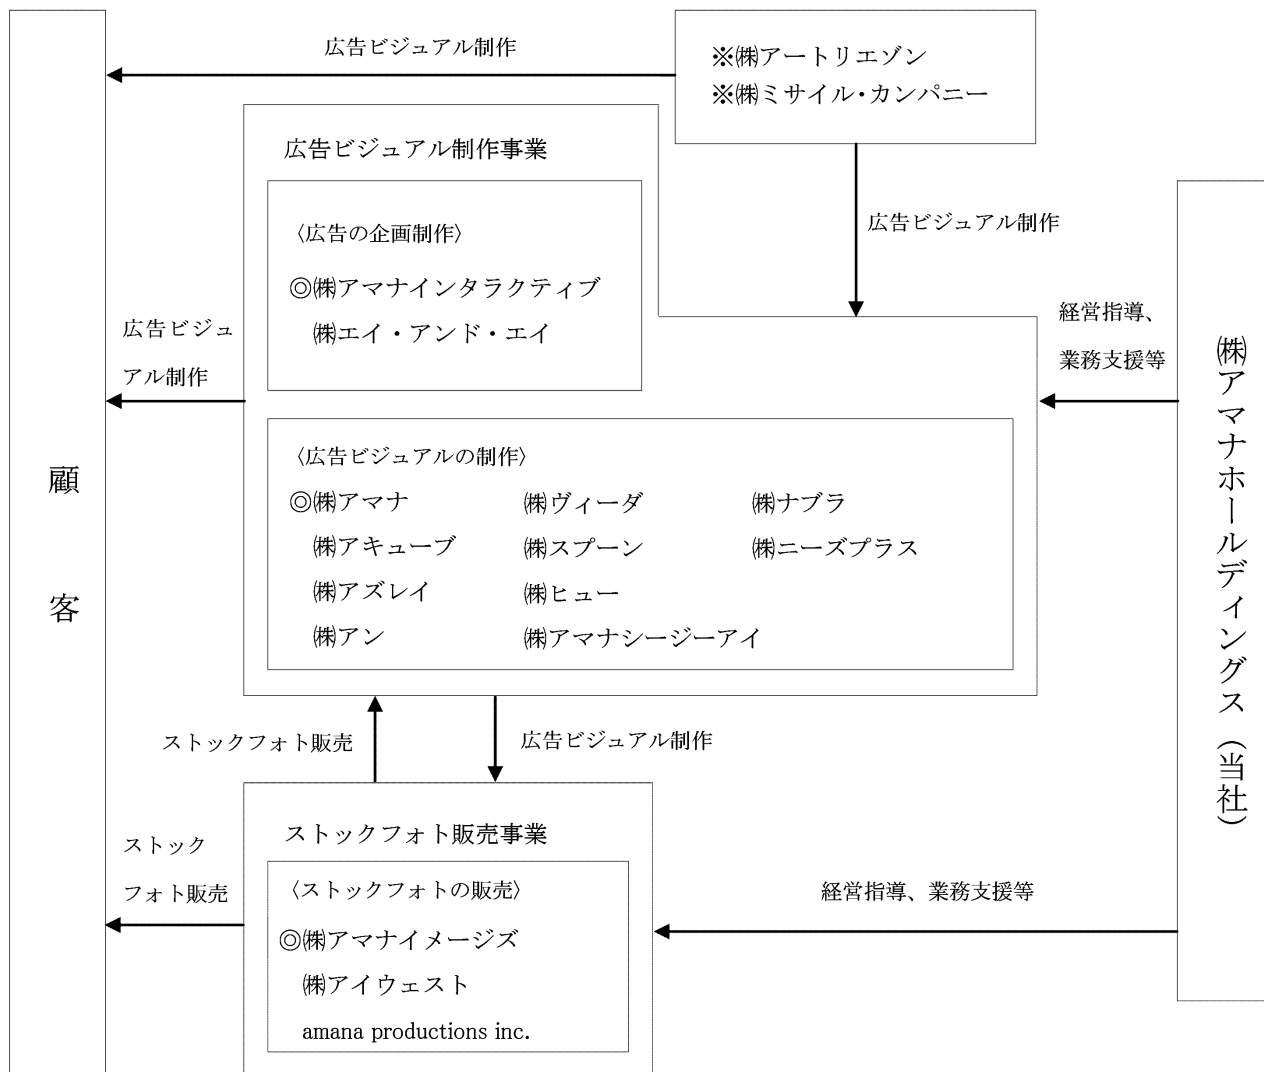 広告ビジュアル制作
※㈱アートリエゾン
※㈱ミサイル・カンパニー
広告ビジュアル制作事業
〈広告の企画制作〉
◎㈱アマナインタラクティブ
㈱エイ・アンド・エイ
広告ビジュアル制作
経営指導、
業務支援等
広告ビジュ
アル制作
〈広告ビジュアルの制作〉
◎㈱アマナ ㈱ヴィーダ ㈱ナブラ
㈱アキューブ ㈱スプーン ㈱ニーズプラス
㈱アズレイ ㈱ヒュー
㈱アン ㈱アマナシージーアイ
顧客
㈱アマナホールディングス(当社)
ストックフォト販売
広告ビジュアル制作
ストックフォト販売事業
ストック
フォト販売
〈ストックフォトの販売〉
◎㈱アマナイメージズ
㈱アイウェスト
amana productions inc.
経営指導、業務支援等